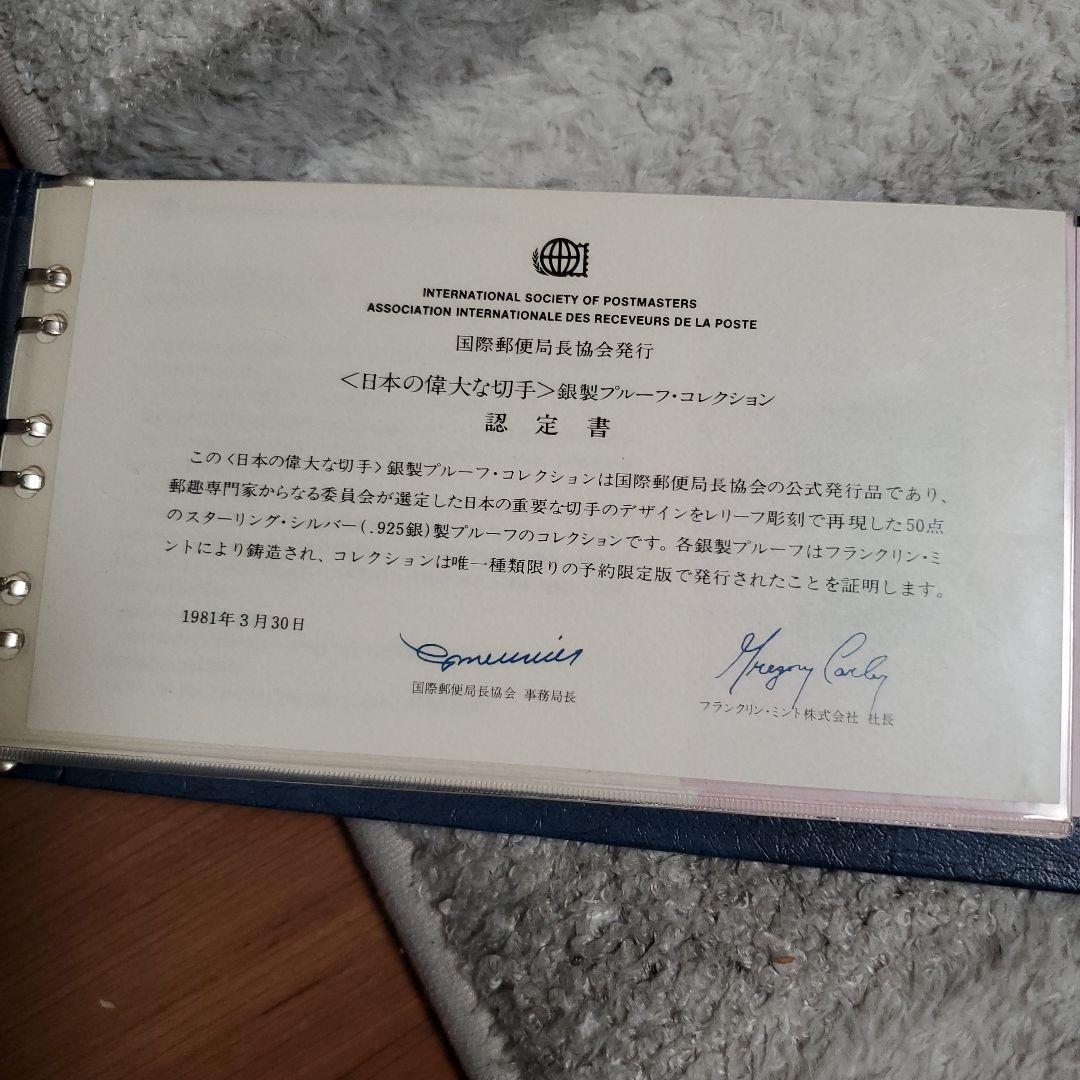 INTERNATIONAL SOCIETY OF POSTMASTERS
ASSOCIATION INTERNATIONALE DES RECEVEURS DE LA POSTE
国際郵便局長協会発行
<日本の偉大な切手>銀製プルーフ・コレクション
認定書
この<日本の偉大な切手>銀製プルーフ・コレクションは国際郵便局長協会の公式発行品であり、
郵趣専門家からなる委員会が選定した日本の重要な切手のデザインをレリーフ彫刻で再現した50点
のスターリング・シルバー(.925銀)製プルーフのコレクションです。各銀製プルーフはフランクリン・ミ
ントにより鋳造され、コレクションは唯一種類限りの予約限定版で発行されたことを証明します。
1981年3月30日
Gregory
国際郵便局長協会 事務局長
フランクリン・ミント株式会社 社長